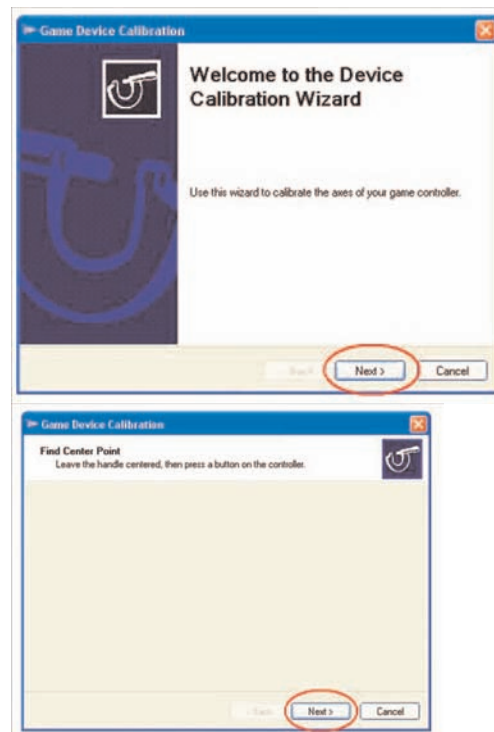 Game Device Calibration
Welcome to the Device
Calibration Wizard
Use this wizard to calibrate the axes of your game controller.
Next >
Cancel
Game Device Calibration
Find Center Point
Leave the handle centered, then press a button on the controller.
Next >
Cancel